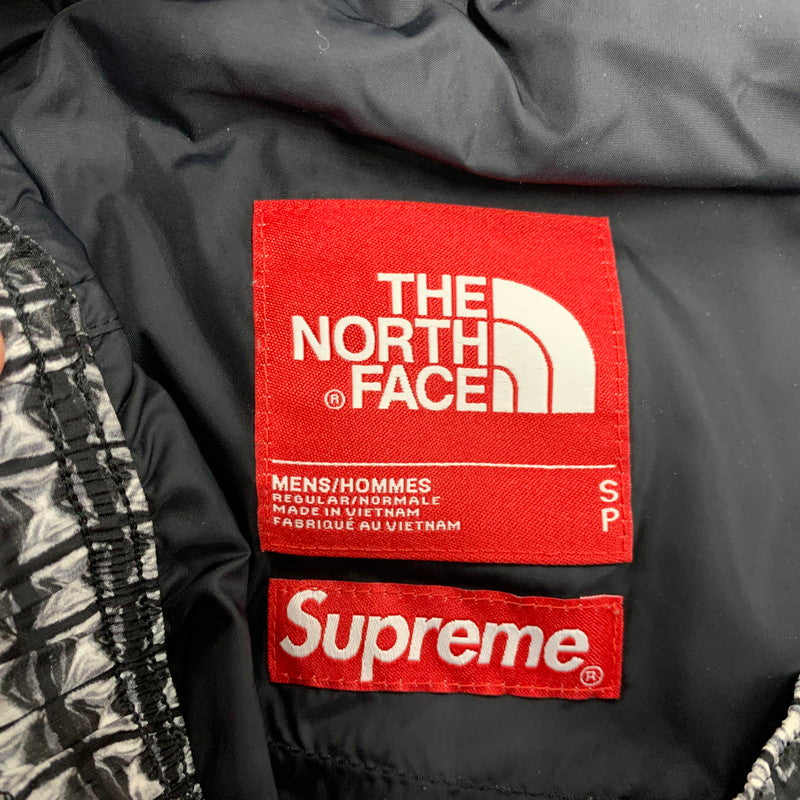 THE
NORTH
® FACE
MENS/HOMMES
REGULAR/NORMALE
MADE IN VIETNAM
FABRIQUÉ AU VIETNAM
S
P
Supreme®